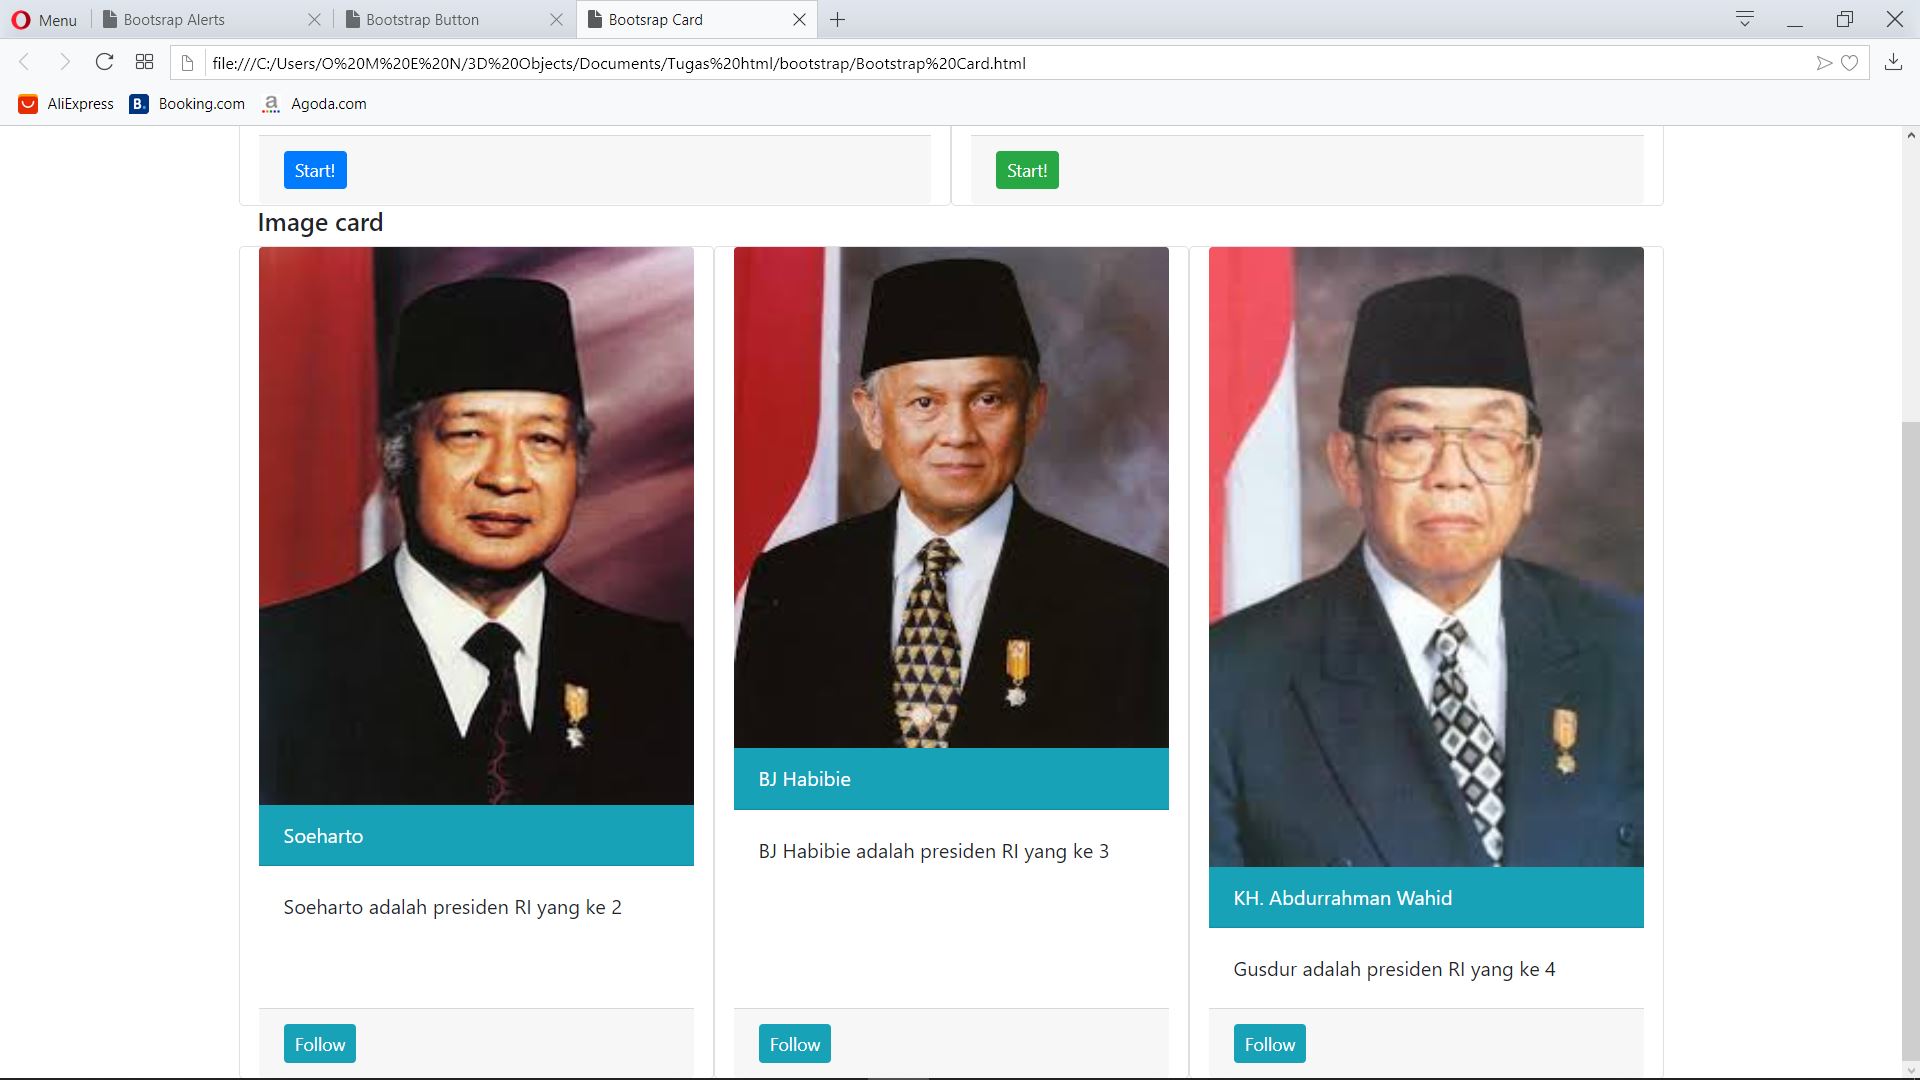 Menu
Bootsrap Alerts
Bootstrap Button
Bootsrap Card
file:///C:/Users/O%20M%20E%20N/3D%20Objects/Documents/Tugas%20html/bootstrap/Bootstrap%20Card.html
AliExpress
B. Booking.com
a Agoda.com
Start!
Start!
Image card
Soeharto
Soeharto adalah presiden RI yang ke 2
Follow
BJ Habibie
BJ Habibie adalah presiden RI yang ke 3
Follow
KH. Abdurrahman Wahid
Gusdur adalah presiden RI yang ke 4
Follow